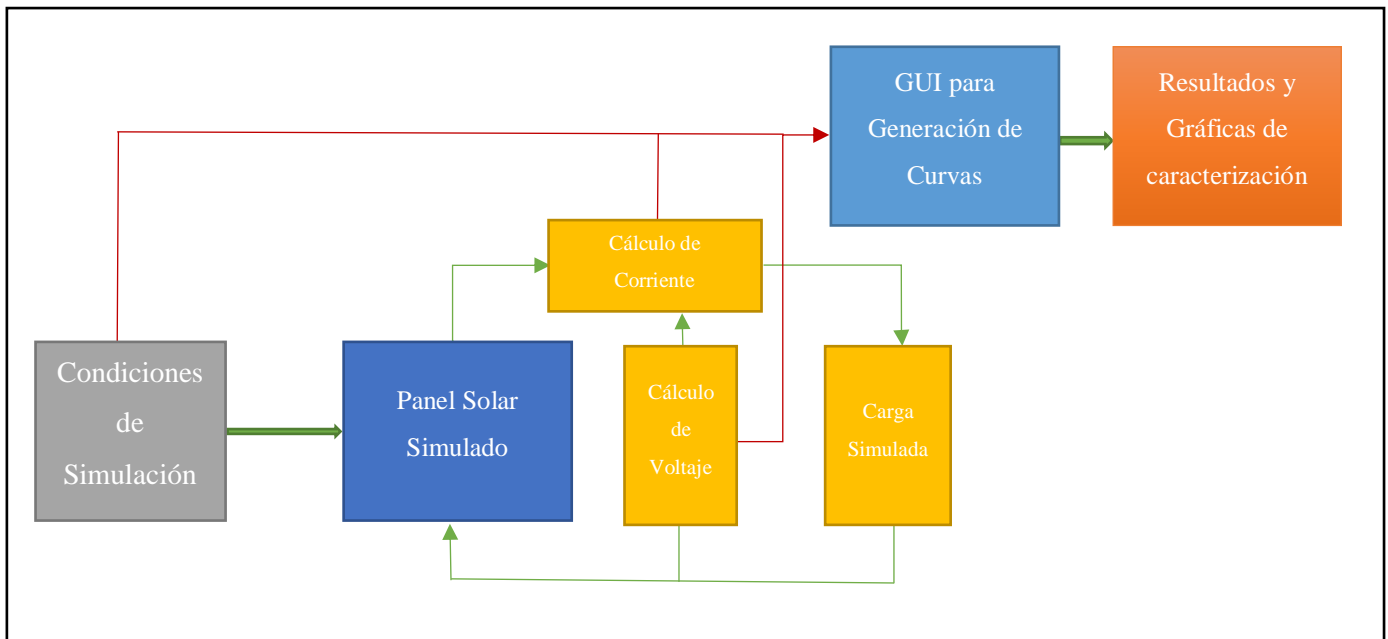 GUI para
Generación de
Curvas
Resultados y
Gráficas de
caracterización
Cálculo de
Corriente
Condiciones
de
Simulación
Panel Solar
Simulado
Cálculo
de
Voltaje
Carga
Simulada